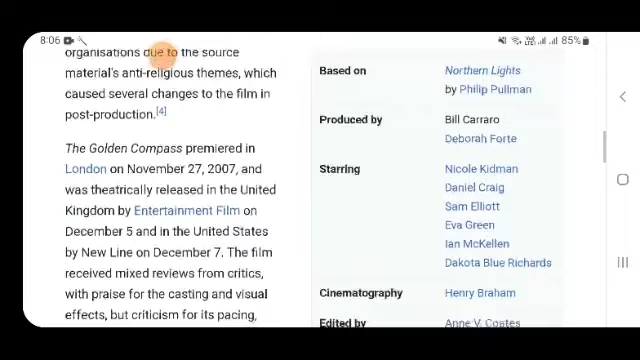 8:06
85%
organisations due to the source
material's anti-religious themes, which
caused several changes to the film in
post-production.[4]
The Golden Compass premiered in
London on November 27, 2007, and
was theatrically released in the United
Kingdom by Entertainment Film on
December 5 and in the United States
by New Line on December 7. The film
received mixed reviews from critics,
with praise for the casting and visual
effects, but criticism for its pacing,
Based on
Northern Lights
by Philip Pullman
Produced by
Bill Carraro
Deborah Forte
Starring
Nicole Kidman
Daniel Craig
Sam Elliott
Eva Green
Ian McKellen
Dakota Blue Richards
Cinematography
Henry Braham
Edited by
Anne V. Coates